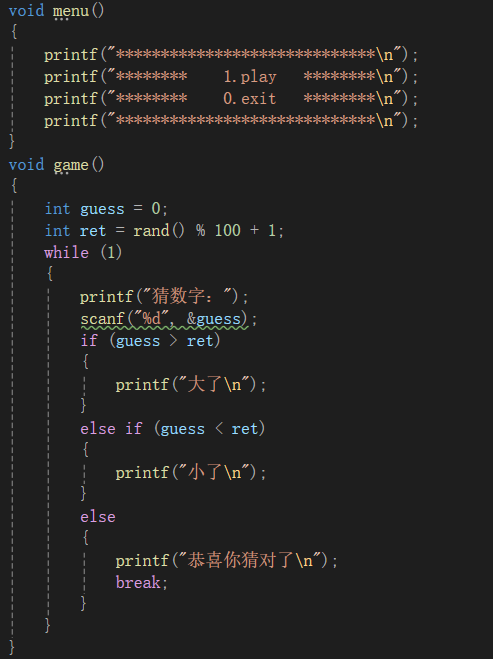 void menu()
{
    printf("*****************************\n");
    printf("********    1.play   ********\n");
    printf("********    0.exit   ********\n");
    printf("*****************************\n");
}
void game()
{
    int guess = 0;
    int ret = rand() % 100 + 1;
    while (1)
    {
        printf("猜数字：");
        scanf("%d", &guess);
        if (guess > ret)
        {
            printf("大了\n");
        }
        else if (guess < ret)
        {
            printf("小了\n");
        }
        else
        {
            printf("恭喜你猜对了\n");
            break;
        }
    }
}